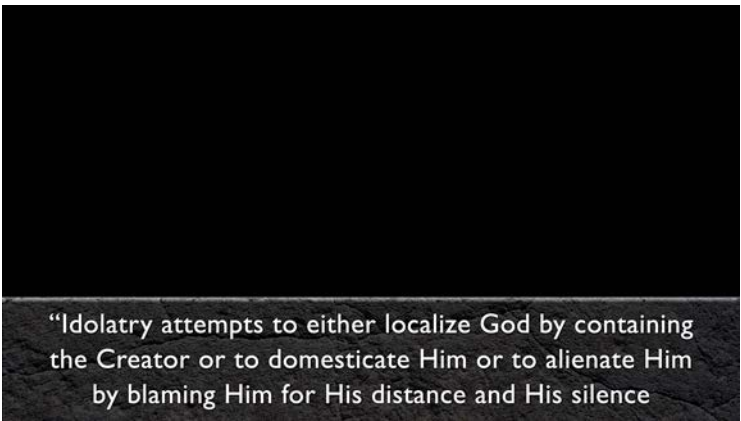 “Idolatry attempts to either localize God by containing
the Creator or to domesticate Him or to alienate Him
by blaming Him for His distance and His silence